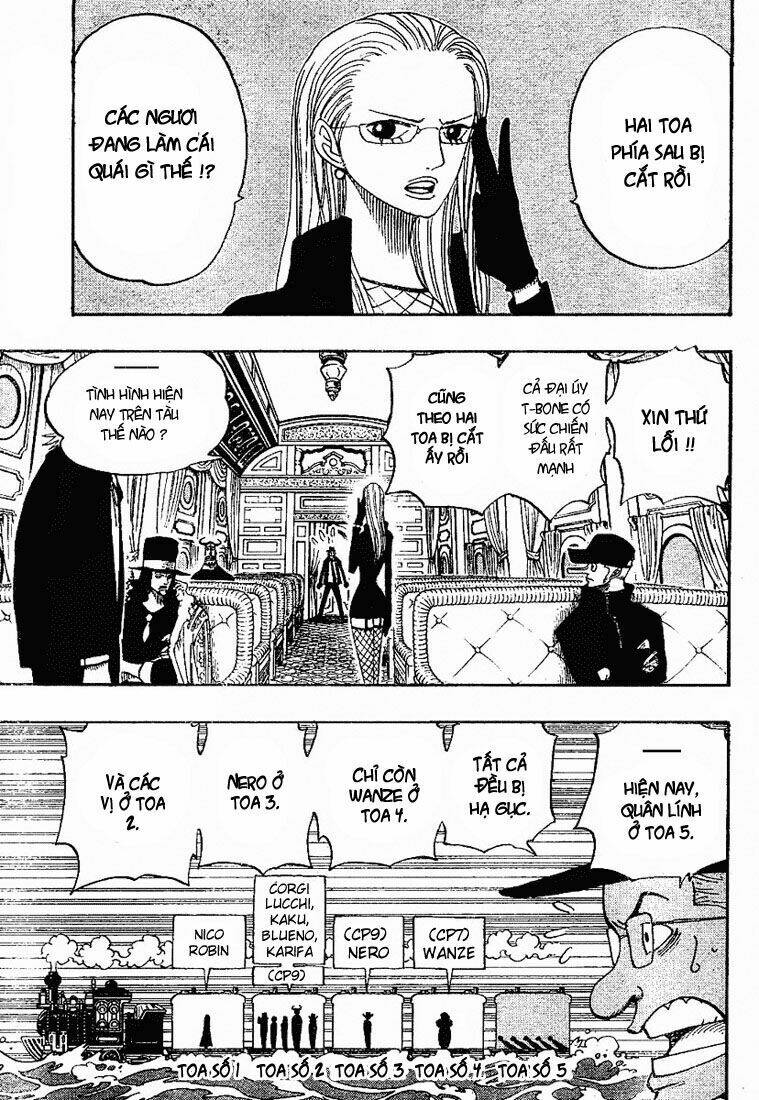 HAI TOA
PHÍA SAU BỊ
CẮT RỒI
CÁC NGƯƠI
ĐANG LÀM CÁI
QUÁI GÌ THẾ !?
XIN THỨ
LỖI !!
CẢ ĐẠI ÚY
T-BONE CÓ
SỨC CHIẾN
ĐẤU RẤT
MẠNH
CŨNG
THEO HAI
TOA BỊ CẮT
ẤY RỒI
TÌNH HÌNH HIỆN
NAY TRÊN TÀU
THẾ NÀO ?
HIỆN NAY,
QUÂN LÍNH
Ở TOA 5.
TẤT CẢ
ĐỀU BỊ
HẠ GỤC.
CHỈ CÒN
WANZE Ở
TOA 4.
NERO Ở
TOA 3.
VÀ CÁC
VỊ Ở TOA
2.
NICO
ROBIN
CORGI
LUCCHI,
KAKU,
BLUENO,
KARIFA
(CP9)
(CP9)
NERO
(CP7)
WANZE
TOA SỐ 1 TOA SỐ 2 TOA SỐ 3 TOA SỐ 4 TOA SỐ 5